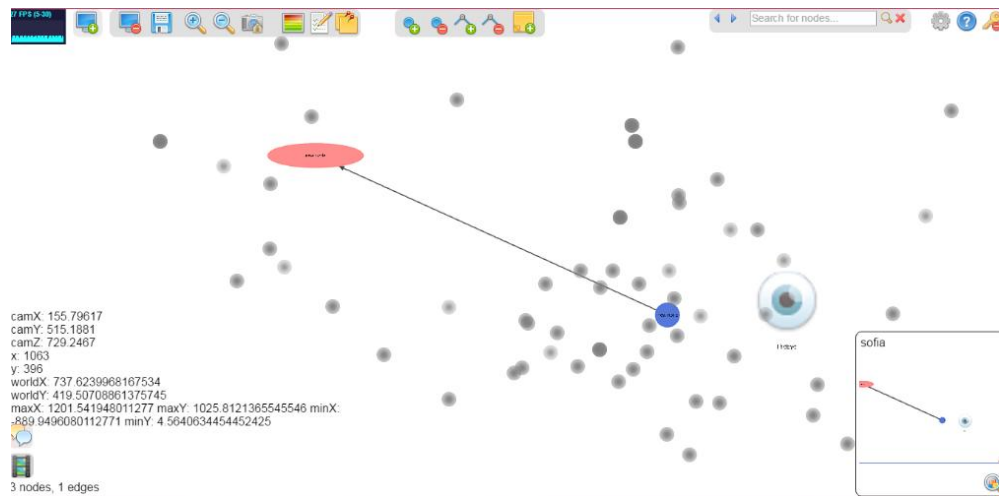 27 FPS (5-30)
Search for nodes...
camX: 155.79617
camY: 515.1881
camZ: 729.2467
x: 1063
y: 396
worldX: 737.6239968167534
worldY: 419.50708861375745
maxX: 1201.541948011277 maxY: 1025.8121365545546 minX:
-889.9496080112771 minY: 4.5640634454452425
3 nodes, 1 edges
sofia